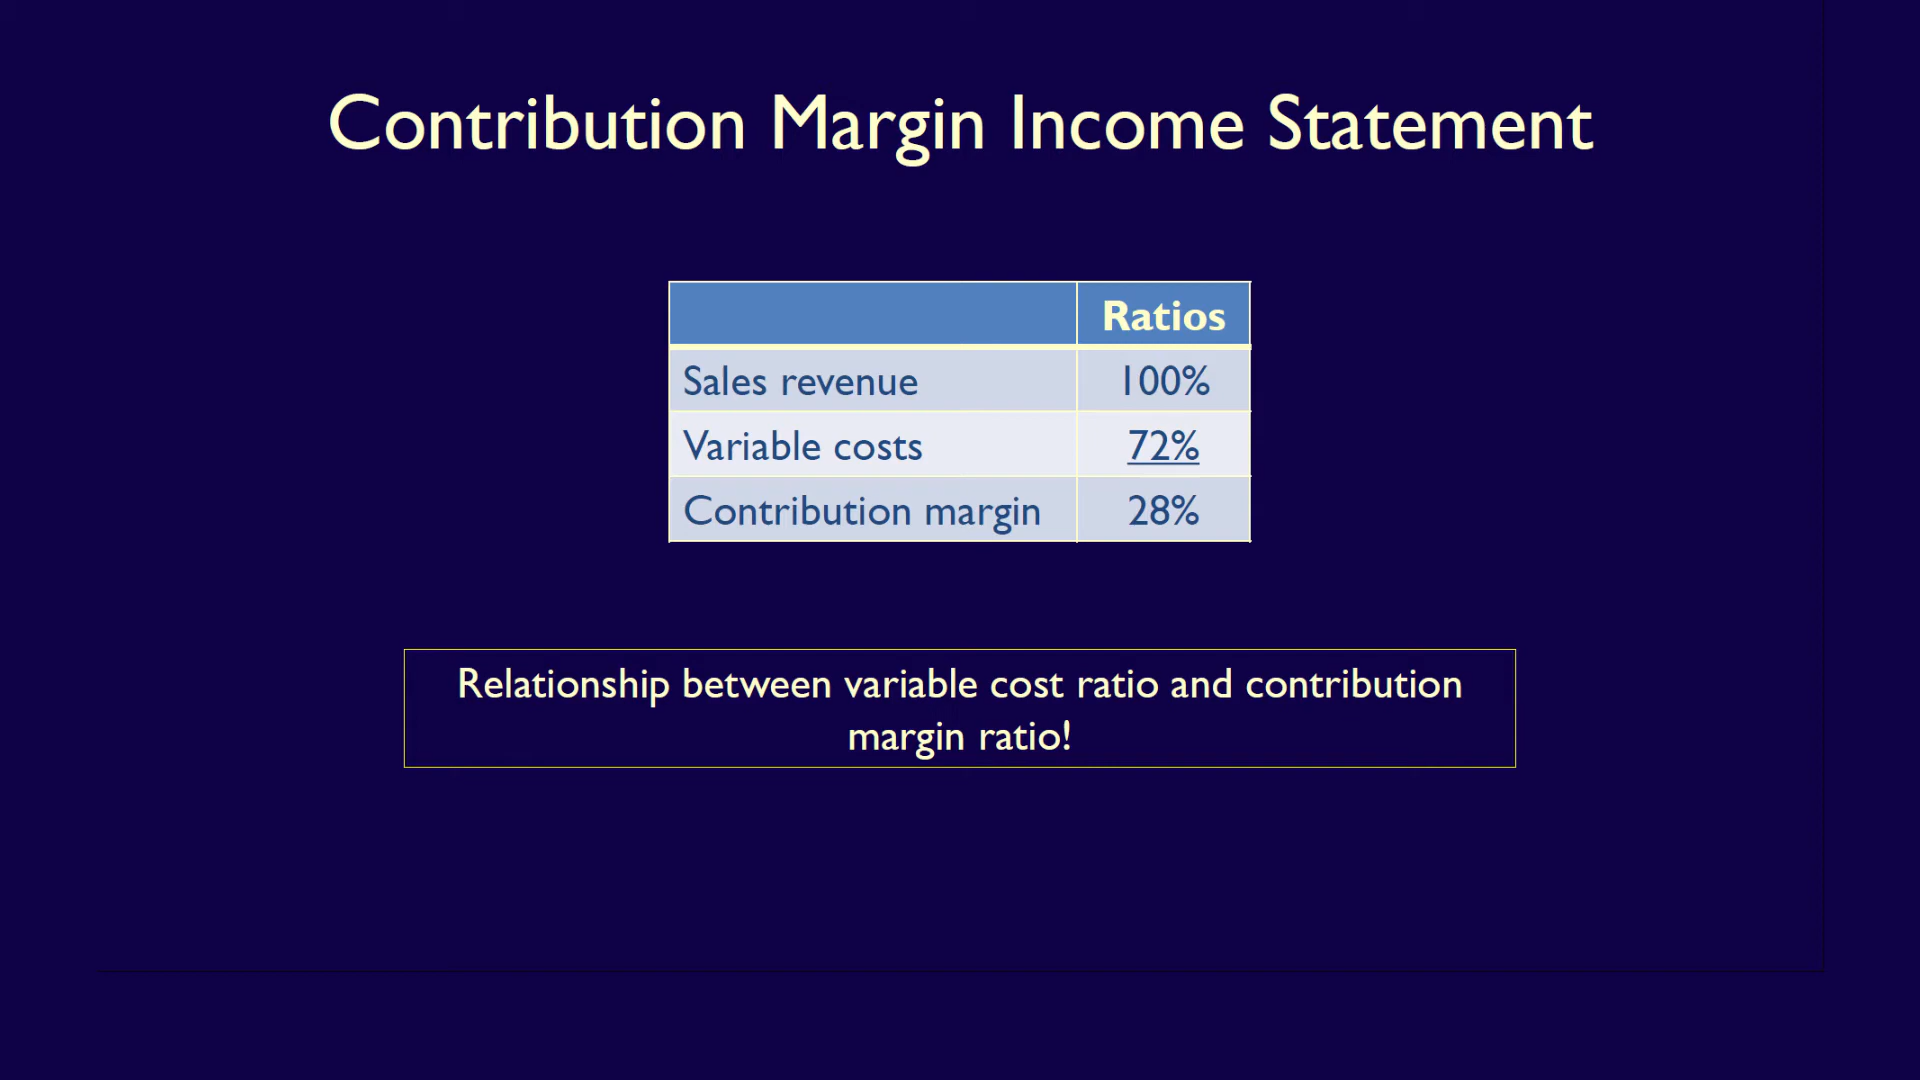 Contribution Margin Income Statement
Ratios
Sales revenue 100%
Variable costs 72%
Contribution margin 28%
Relationship between variable cost ratio and contribution
margin ratio!